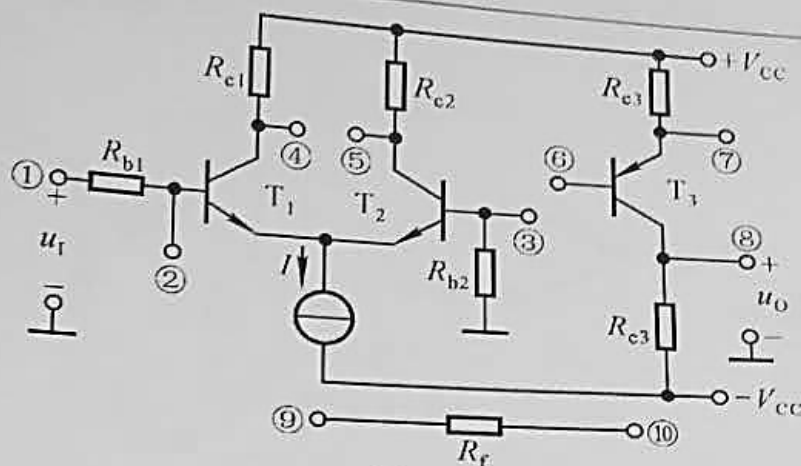 R_c1
R_c2
R_e3
+V_CC
①
R_b1
④
⑤
⑥
⑦
+
u_I
−
②
T_1
T_2
③
T_3
⑧
+
I
R_b2
R_c3
u_O
−
−V_CC
⑨
R_f
⑩